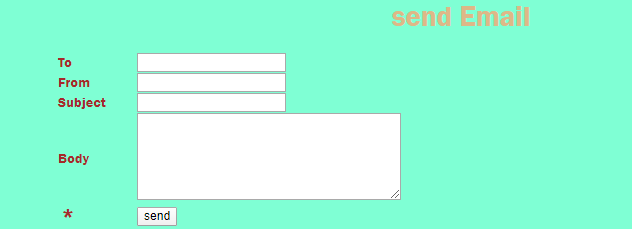 send Email
To
From
Subject
Body
* send